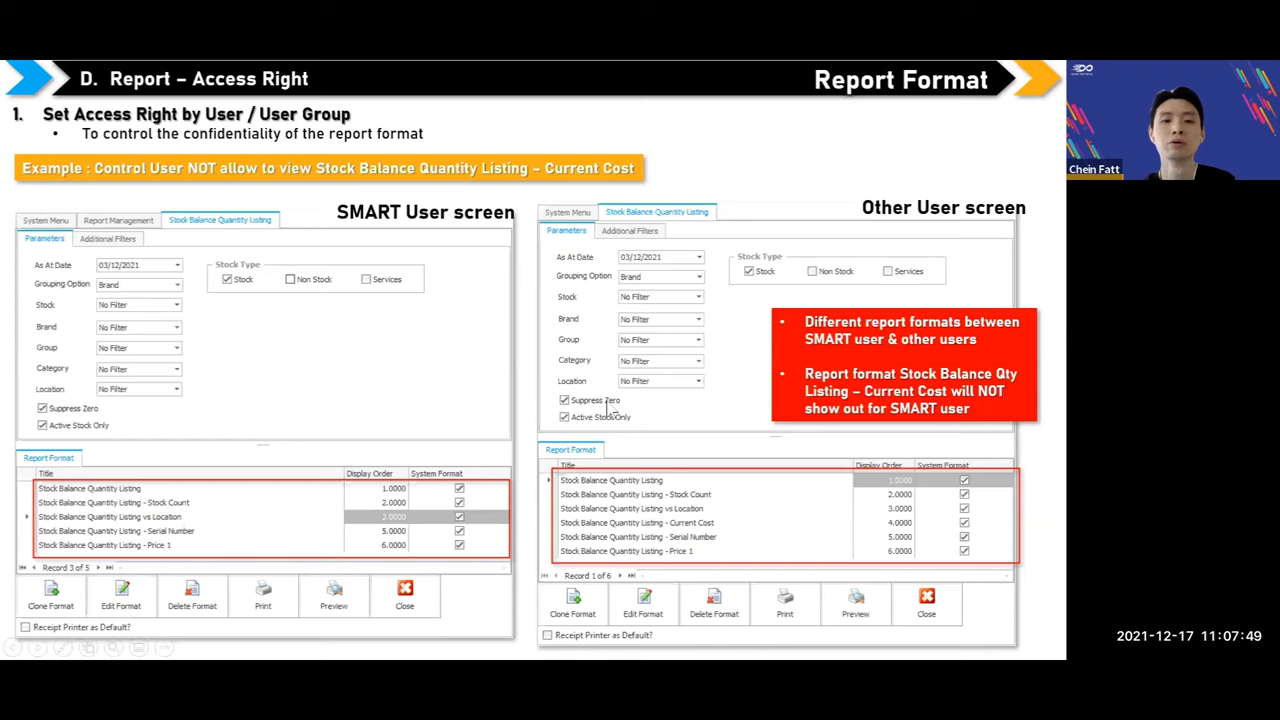 D. Report – Access Right
Report Format
1. Set Access Right by User / User Group
• To control the confidentiality of the report format
Example : Control User NOT allow to view Stock Balance Quantity Listing – Current Cost
SMART User screen
System Menu Report Management Stock Balance Quantity Listing
Parameters Additional Filters
As At Date 03/12/2021
Stock Type
Stock Non Stock Services
Grouping Option Brand
Stock No Filter
Brand No Filter
Group No Filter
Category No Filter
Location No Filter
Suppress Zero
Active Stock Only
Report Format
Title Display Order System Format
Stock Balance Quantity Listing 1.0000
Stock Balance Quantity Listing - Stock Count 2.0000
Stock Balance Quantity Listing vs Location 3.0000
Stock Balance Quantity Listing - Serial Number 5.0000
Stock Balance Quantity Listing - Price 1 6.0000
Record 3 of 5
Clone Format Edit Format Delete Format Print Preview Close
Receipt Printer as Default?
Other User screen
System Menu Stock Balance Quantity Listing
Parameters Additional Filters
As At Date 03/12/2021
Stock Type
Stock Non Stock Services
Grouping Option Brand
Stock No Filter
Brand No Filter
Group No Filter
Category No Filter
Location No Filter
Suppress Zero
Active Stock Only
• Different report formats between
SMART user & other users
• Report format Stock Balance Qty
Listing – Current Cost will NOT
show out for SMART user
Report Format
Title Display Order System Format
Stock Balance Quantity Listing 1.0000
Stock Balance Quantity Listing - Stock Count 2.0000
Stock Balance Quantity Listing vs Location 3.0000
Stock Balance Quantity Listing - Current Cost 4.0000
Stock Balance Quantity Listing - Serial Number 5.0000
Stock Balance Quantity Listing - Price 1 6.0000
Record 1 of 6
Clone Format Edit Format Delete Format Print Preview Close
Receipt Printer as Default?
Chein Fatt
2021-12-17 11:07:49